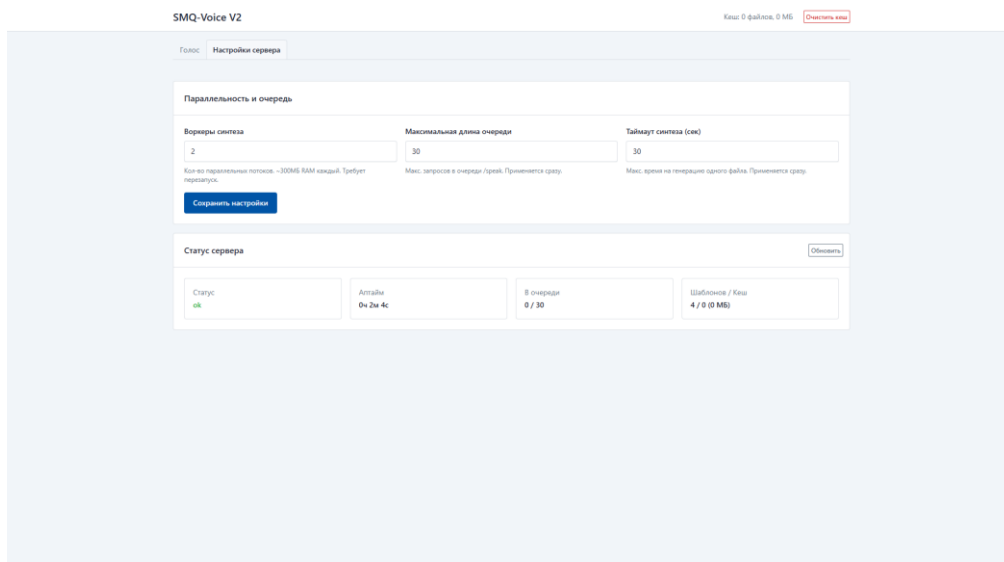 SMQ-Voice V2
Кеш: 0 файлов, 0 МБ
Очистить кеш
Голос
Настройки сервера
Параллельность и очередь
Воркеры синтеза
Максимальная длина очереди
Таймаут синтеза (сек)
2
30
30
Кол-во параллельных потоков. ~300МБ RAM каждый. Требует
перезапуск.
Макс. запросов в очереди /speak. Применяется сразу.
Макс. время на генерацию одного файла. Применяется сразу.
Сохранить настройки
Статус сервера
Обновить
Статус
Аптайм
В очереди
Шаблонов / Кеш
ok
0ч 2м 4с
0 / 30
4 / 0 (0 МБ)